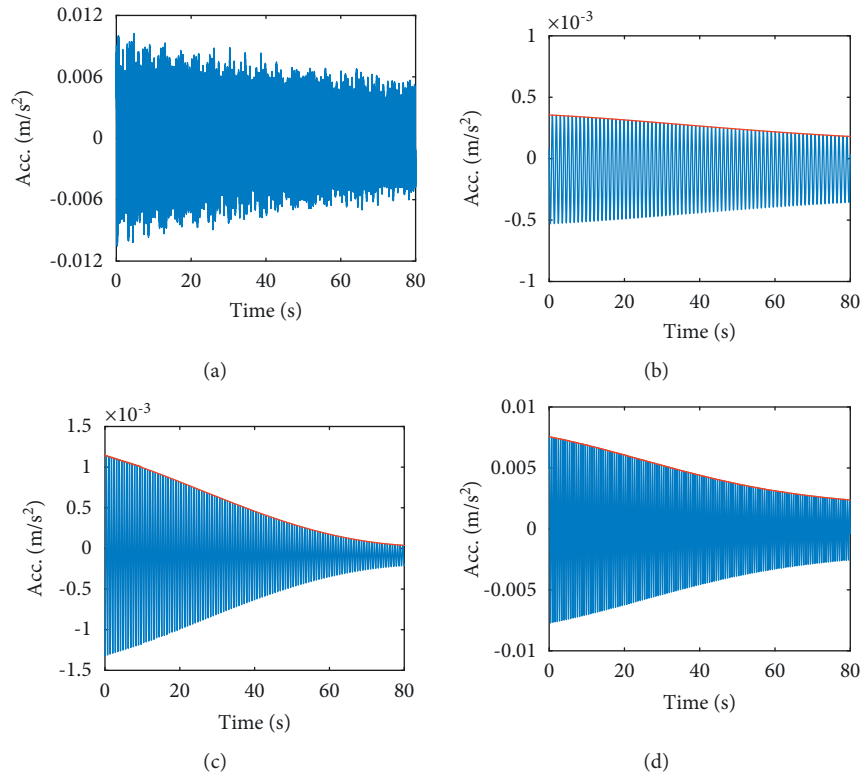 0.012
0.006
0
-0.006
-0.012
Acc. (m/s²)
0 20 40 60 80
Time (s)
(a)
×10⁻³
1
0.5
0
-0.5
-1
Acc. (m/s²)
0 20 40 60 80
Time (s)
(b)
×10⁻³
1.5
1
0.5
0
-0.5
-1
-1.5
Acc. (m/s²)
0 20 40 60 80
Time (s)
(c)
0.01
0.005
0
-0.005
-0.01
Acc. (m/s²)
0 20 40 60 80
Time (s)
(d)